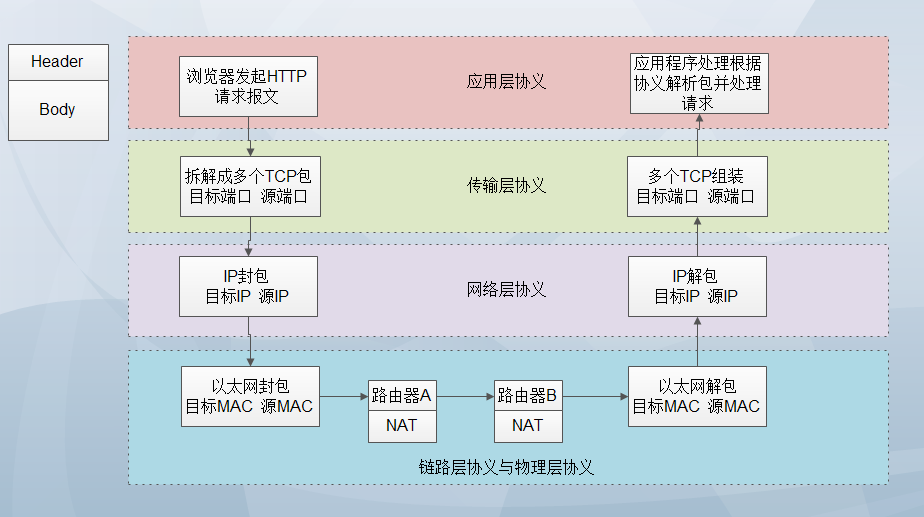 Header
Body
浏览器发起HTTP
请求报文
应用层协义
应用程序处理根据
协义解析包并处理
请求
拆解成多个TCP包
目标端口 源端口
传输层协义
多个TCP组装
目标端口 源端口
IP封包
目标IP 源IP
网络层协义
IP解包
目标IP 源IP
以太网封包
目标MAC 源MAC
路由器A
NAT
路由器B
NAT
以太网解包
目标MAC 源MAC
链路层协义与物理层协义